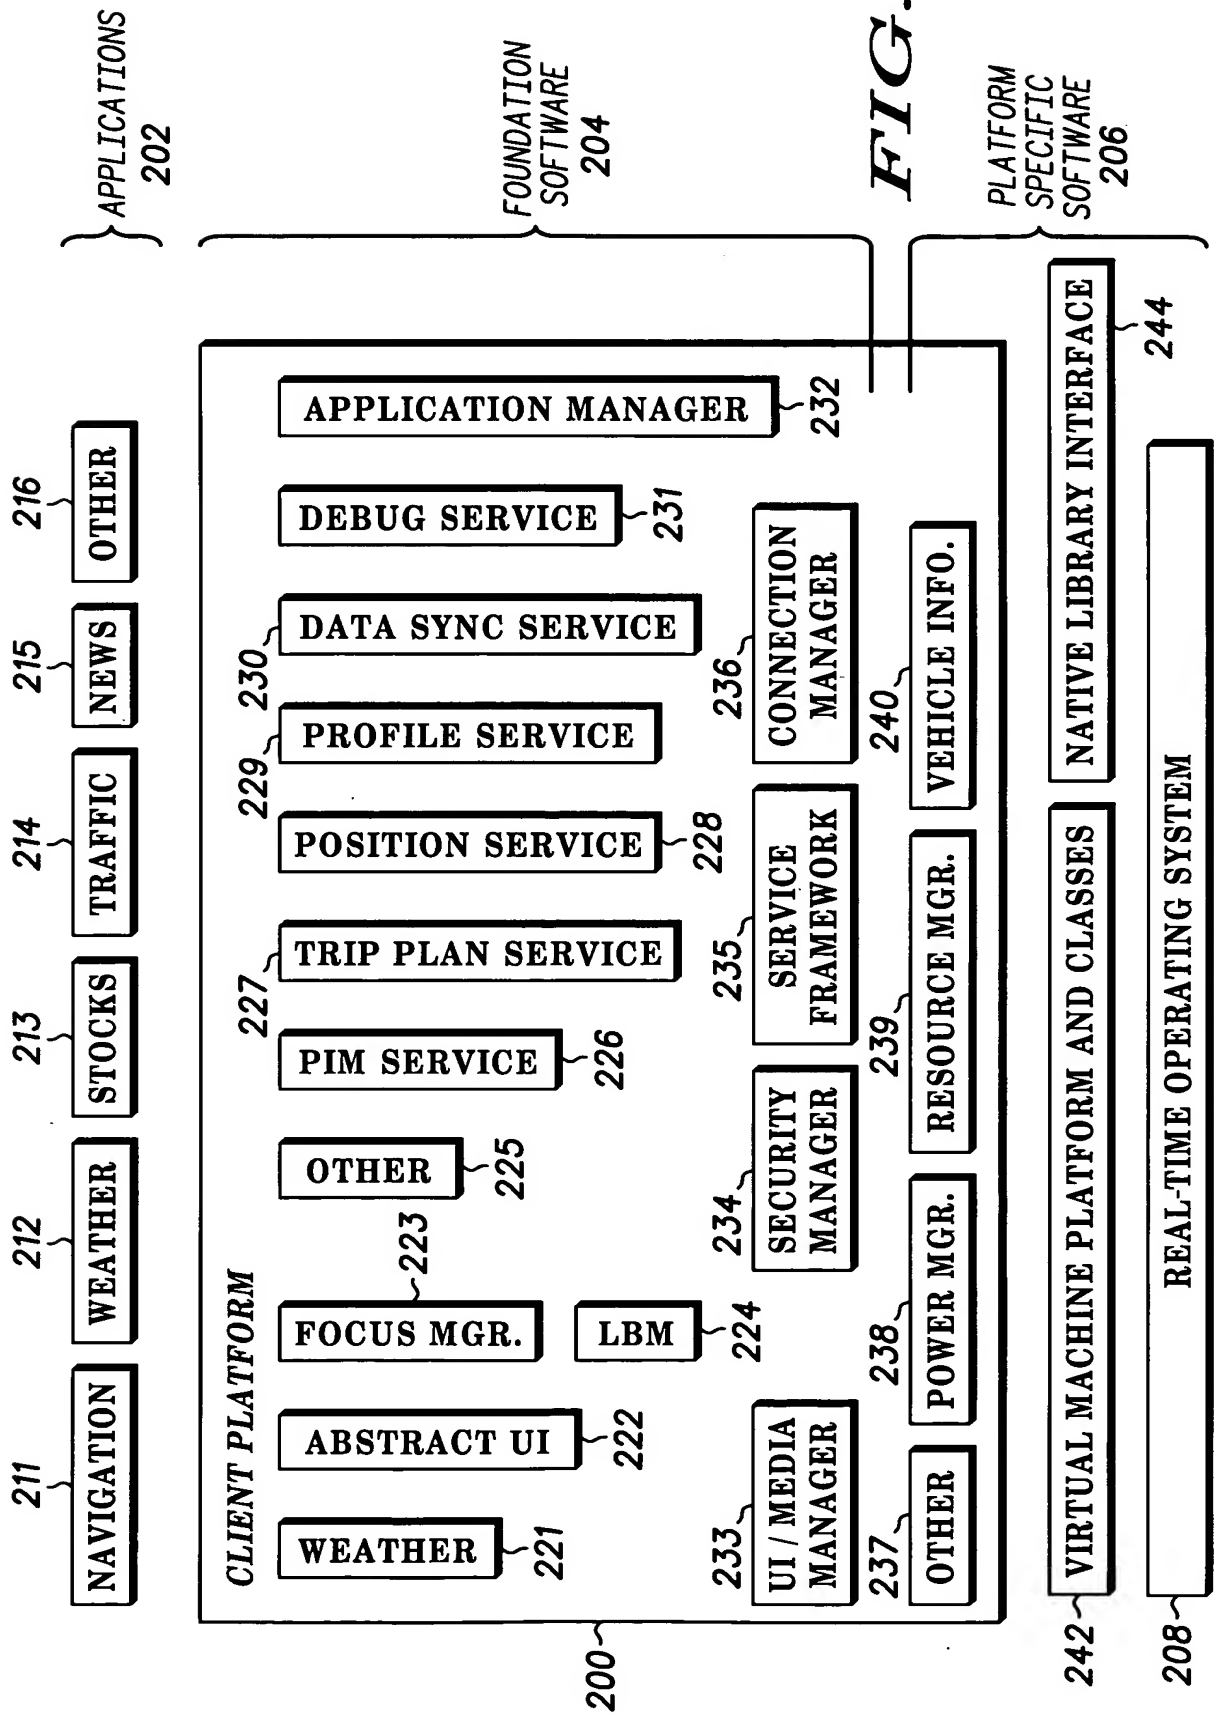 211
212
213
214
215
216
NAVIGATION
WEATHER
STOCKS
TRAFFIC
NEWS
OTHER
APPLICATIONS
202
CLIENT PLATFORM
WEATHER
221
ABSTRACT UI
222
FOCUS MGR.
223
LBM
224
OTHER
225
PIM SERVICE
226
227
TRIP PLAN SERVICE
POSITION SERVICE
228
229
PROFILE SERVICE
230
DATA SYNC SERVICE
DEBUG SERVICE
231
APPLICATION MANAGER
232
FOUNDATION
SOFTWARE
204
200
233
UI / MEDIA
MANAGER
234
SECURITY
MANAGER
235
SERVICE
FRAMEWORK
236
CONNECTION
MANAGER
FIG.
237
OTHER
238
POWER MGR.
239
RESOURCE MGR.
240
VEHICLE INFO.
PLATFORM
SPECIFIC
SOFTWARE
206
242
VIRTUAL MACHINE PLATFORM AND CLASSES
NATIVE LIBRARY INTERFACE
244
208
REAL-TIME OPERATING SYSTEM